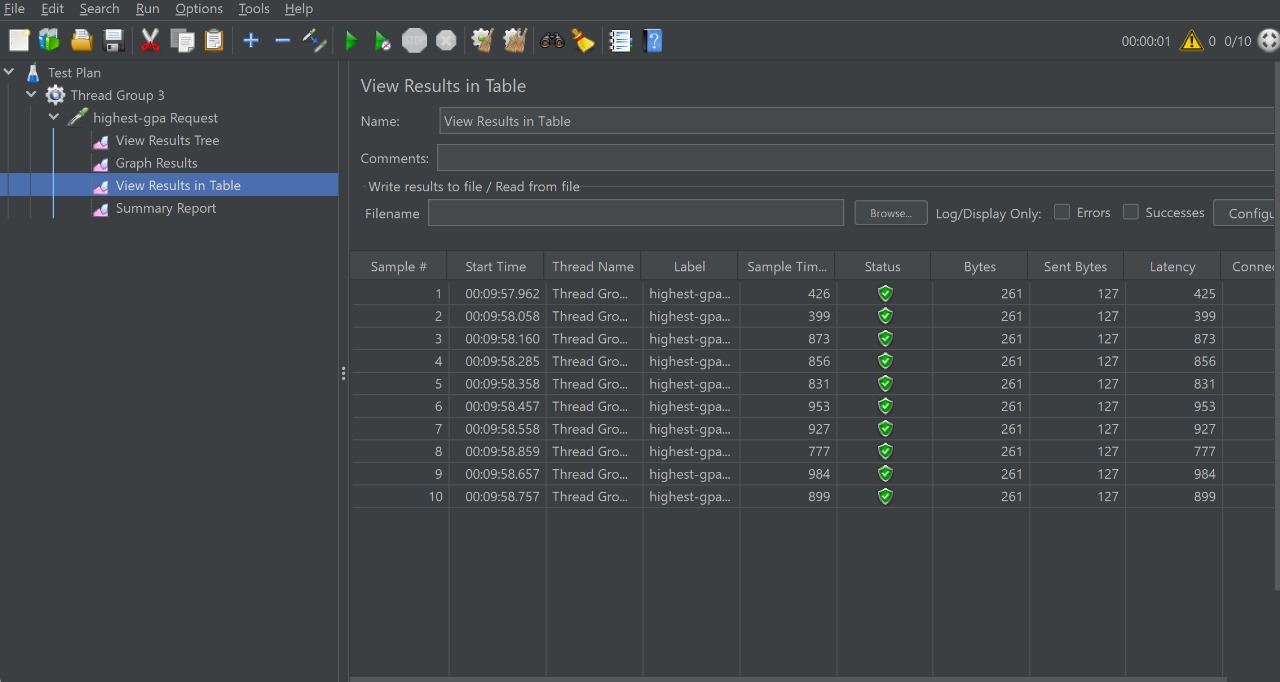 File Edit Search Run Options Tools Help
STOP
00:00:01 0 0/10
Test Plan
Thread Group 3
highest-gpa Request
View Results Tree
Graph Results
View Results in Table
Summary Report
View Results in Table
Name: View Results in Table
Comments:
Write results to file / Read from file
Filename Browse... Log/Display Only: Errors Successes Configu
Sample # Start Time Thread Name Label Sample Tim... Status Bytes Sent Bytes Latency Connec
1 00:09:57.962 Thread Gro... highest-gpa... 426 261 127 425
2 00:09:58.058 Thread Gro... highest-gpa... 399 261 127 399
3 00:09:58.160 Thread Gro... highest-gpa... 873 261 127 873
4 00:09:58.285 Thread Gro... highest-gpa... 856 261 127 856
5 00:09:58.358 Thread Gro... highest-gpa... 831 261 127 831
6 00:09:58.457 Thread Gro... highest-gpa... 953 261 127 953
7 00:09:58.558 Thread Gro... highest-gpa... 927 261 127 927
8 00:09:58.859 Thread Gro... highest-gpa... 777 261 127 777
9 00:09:58.657 Thread Gro... highest-gpa... 984 261 127 984
10 00:09:58.757 Thread Gro... highest-gpa... 899 261 127 899